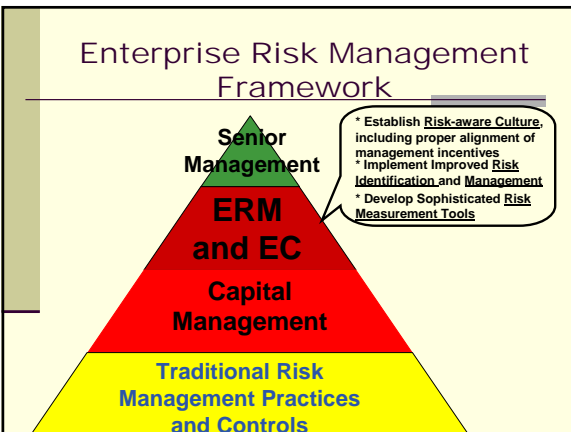 Enterprise Risk Management
Framework
* Establish Risk-aware Culture,
including proper alignment of
management incentives
* Implement Improved Risk
Identification and Management
* Develop Sophisticated Risk
Measurement Tools
Senior
Management
ERM
and EC
Capital
Management
Traditional Risk
Management Practices
and Controls